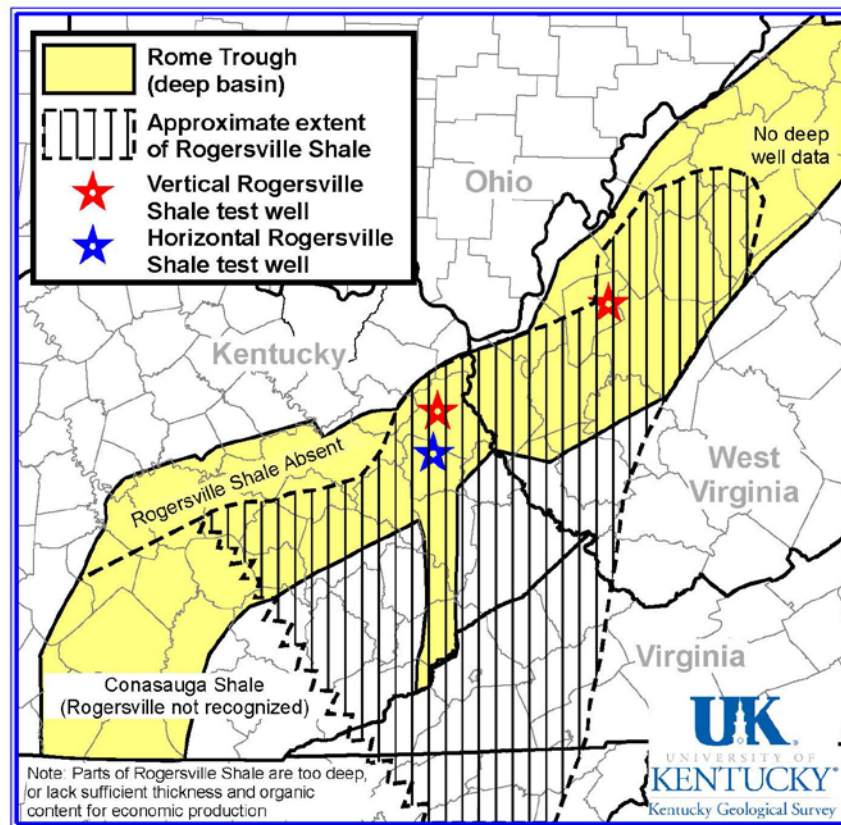 Rome Trough
(deep basin)
Approximate extent
of Rogersville Shale
Vertical Rogersville
Shale test well
Horizontal Rogersville
Shale test well
No deep
well data
Ohio
Kentucky
Rogersville Shale Absent
West
Virginia
Conasauga Shale
(Rogersville not recognized)
Virginia
Note: Parts of Rogersville Shale are too deep,
or lack sufficient thickness and organic
content for economic production
UK
UNIVERSITY OF
KENTUCKY
Kentucky Geological Survey